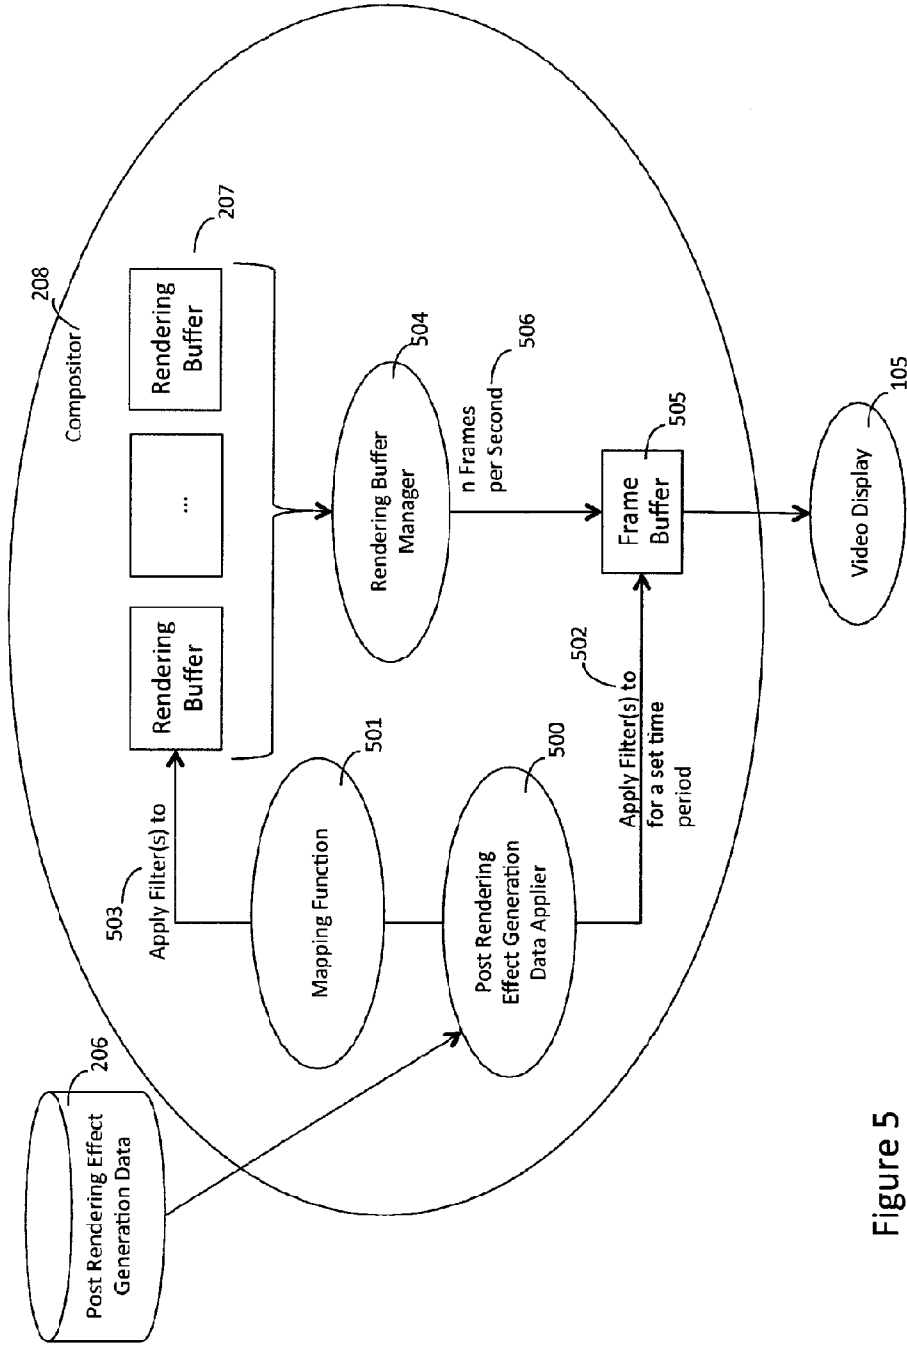 Post Rendering Effect
Generation Data
206
Compositor
208
Rendering
Buffer
...
Rendering
Buffer
207
503
Apply Filter(s) to
Mapping Function
501
Rendering Buffer
Manager
504
Post Rendering
Effect Generation
Data Applier
500
n Frames
per Second
506
502
Apply Filter(s) to
for a set time
period
Frame
Buffer
505
Video Display
105
Figure 5